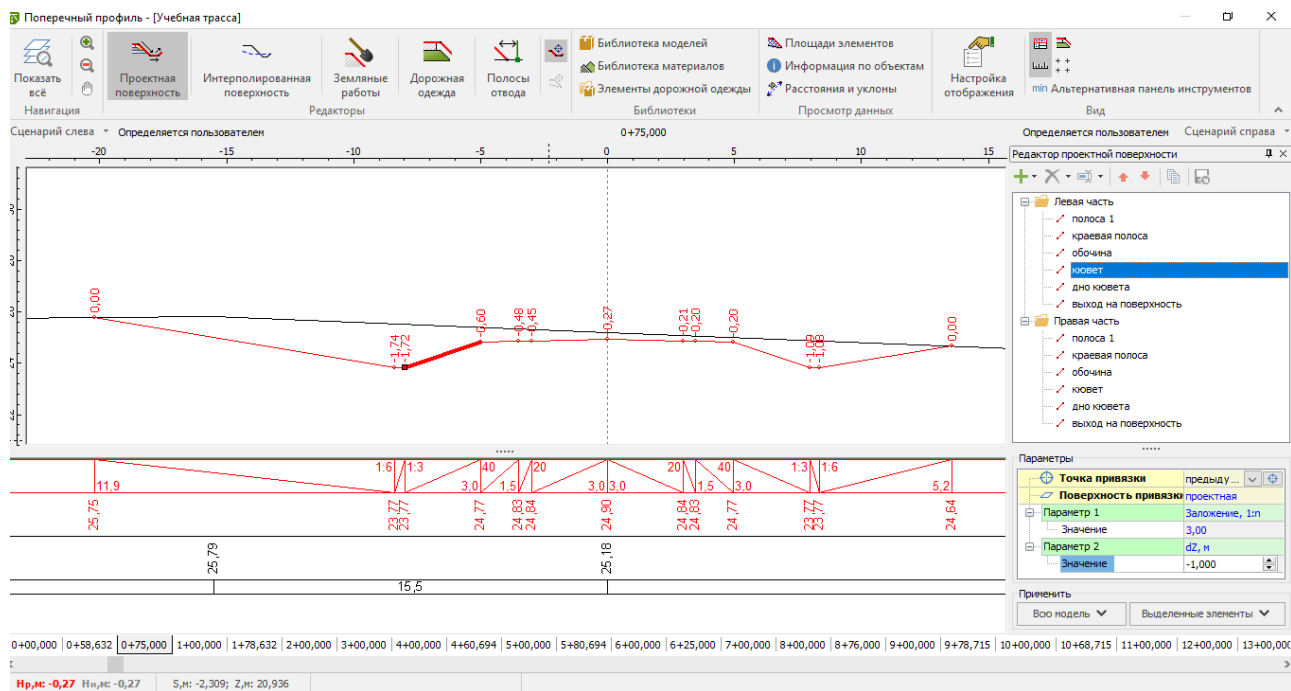 Поперечный профиль - [Учебная трасса]
Показать всё
Проектная поверхность
Интерполированная поверхность
Земляные работы
Дорожная одежда
Полосы отвода
Библиотека моделей
Библиотека материалов
Элементы дорожной одежды
Площади элементов
Информация по объектам
Расстояния и уклоны
Настройка отображения
min Альтернативная панель инструментов
Навигация
Редакторы
Библиотеки
Просмотр данных
Вид
Сценарий слева
Определяется пользователем
0+75,000
Определяется пользователем
Сценарий справа
-20 -15 -10 -5 0 5 10 15
Редактор проектной поверхности
Левая часть
полоса 1
краевая полоса
обочина
кювет
дно кювета
выход на поверхность
Правая часть
полоса 1
краевая полоса
обочина
кювет
дно кювета
выход на поверхность
0,00 -1,74 -1,72 -0,60 -0,48 -0,45 -0,27 -0,21 -0,20 -0,20 0,00
1:6 1:3 40 20 20 40 1:3 1:6
11,9 3,0 1,5 3,0 3,0 1,5 3,0 5,2
25,75 23,77 23,77 24,77 24,83 24,84 24,90 24,84 24,83 24,77 23,77 23,77 24,64
25,79 25,18
15,5
Параметры
Точка привязки предыду...
Поверхность привязки проектная
Параметр 1 Заложение, 1:n
Значение 3,00
Параметр 2 dZ, м
Значение -1,000
Применить
Всю модель
Выделенные элементы
0+00,000 0+58,632 0+75,000 1+00,000 1+78,632 2+00,000 3+00,000 4+00,000 4+60,694 5+00,000 5+80,694 6+00,000 6+25,000 7+00,000 8+00,000 8+76,000 9+00,000 9+78,715 10+00,000 10+68,715 11+00,000 12+00,000 13+00,000
Нр,м: -0,27 Ни,м: -0,27 S,м: -2,309; Z,м: 20,936